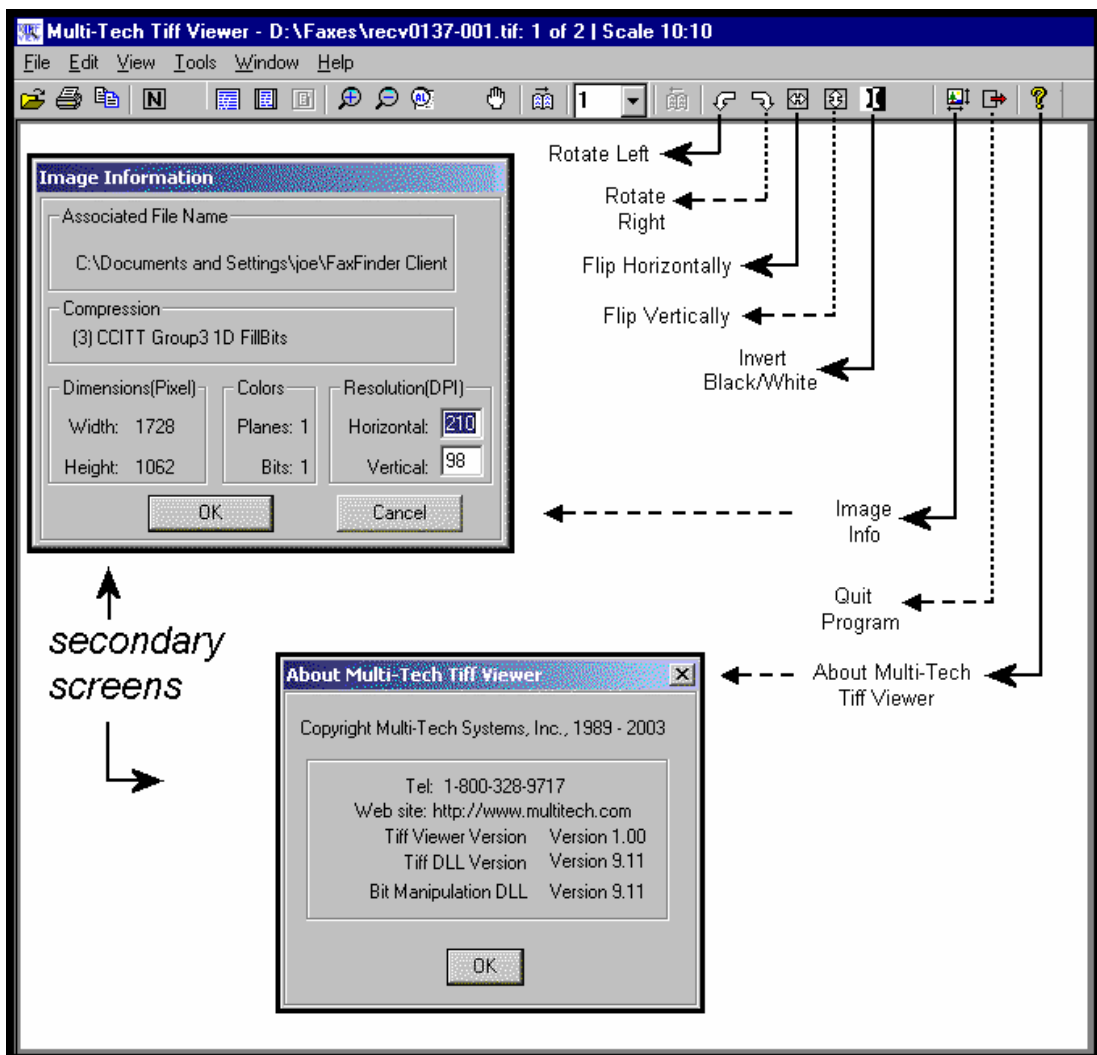 Multi-Tech Tiff Viewer - D:\Faxes\recv0137-001.tif: 1 of 2 | Scale 10:10
File Edit View Tools Window Help
N AL 1
Rotate Left
Rotate
Right
Flip Horizontally
Flip Vertically
Invert
Black/White
Image Information
Associated File Name
C:\Documents and Settings\joe\FaxFinder Client
Compression
(3) CCITT Group3 1D FillBits
Dimensions(Pixel) Colors Resolution(DPI)
Width: 1728 Planes: 1 Horizontal: 210
Height: 1062 Bits: 1 Vertical: 98
OK Cancel
Image
Info
Quit
Program
secondary
screens
About Multi-Tech
Tiff Viewer
About Multi-Tech Tiff Viewer
Copyright Multi-Tech Systems, Inc., 1989 - 2003
Tel: 1-800-328-9717
Web site: http://www.multitech.com
Tiff Viewer Version Version 1.00
Tiff DLL Version Version 9.11
Bit Manipulation DLL Version 9.11
OK